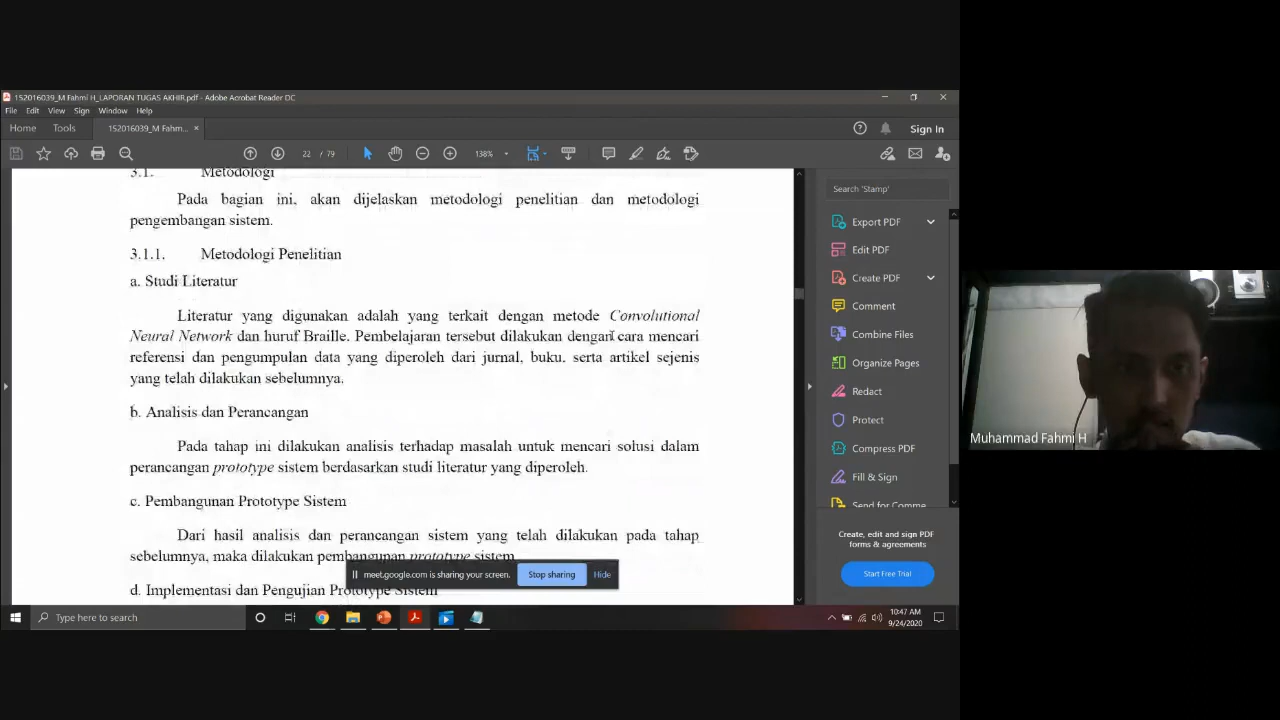 152016039_M Fahmi H_LAPORAN TUGAS AKHIR.pdf - Adobe Acrobat Reader DC
File Edit View Sign Window Help
Home Tools 152016039_M Fahm... × Sign In
22 / 79 138%
3.1. Metodologi
Pada bagian ini, akan dijelaskan metodologi penelitian dan metodologi
pengembangan sistem.
3.1.1. Metodologi Penelitian
a. Studi Literatur
Literatur yang digunakan adalah yang terkait dengan metode Convolutional
Neural Network dan huruf Braille. Pembelajaran tersebut dilakukan dengan cara mencari
referensi dan pengumpulan data yang diperoleh dari jurnal, buku. serta artikel sejenis
yang telah dilakukan sebelumnya.
b. Analisis dan Perancangan
Pada tahap ini dilakukan analisis terhadap masalah untuk mencari solusi dalam
perancangan prototype sistem berdasarkan studi literatur yang diperoleh.
c. Pembangunan Prototype Sistem
Dari hasil analisis dan perancangan sistem yang telah dilakukan pada tahap
sebelumnya, maka dilakukan pembangunan prototype sistem
d. Implementasi dan Pengujian Prototype Sistem
meet.google.com is sharing your screen. Stop sharing Hide
Search 'Stamp'
Export PDF
Edit PDF
Create PDF
Comment
Combine Files
Organize Pages
Redact
Protect
Compress PDF
Fill & Sign
Send for Comme
Create, edit and sign PDF
forms & agreements
Start Free Trial
Type here to search
10:47 AM
9/24/2020
Muhammad Fahmi H